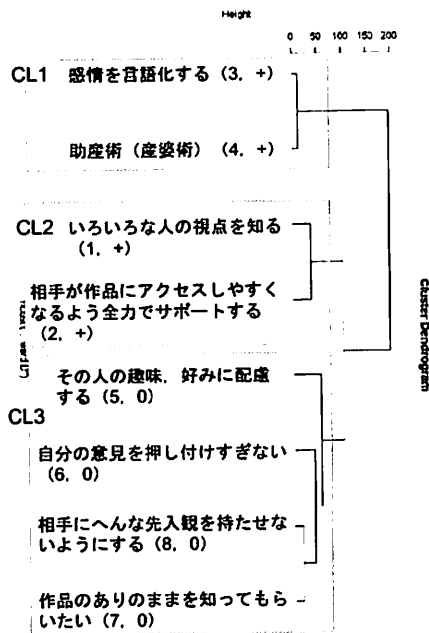 Height
0 50 100 150 200
CL1 惑情を言語化する (3, +)
助産術 (産婆術) (4, +)
CL2 いろいろな人の視点を知る
(1, +)
相手が作品にアクセスしやすく
なるよう全力でサポートする
(2, +)
その人の趣味, 好みに配慮
する (5, 0)
CL3
自分の意見を押し付けすぎない
(6, 0)
相手にへんな先入観を持たせな
いようにする (8, 0)
作品のありのままを知ってもら
いたい (7, 0)
Cluster Dendrogram